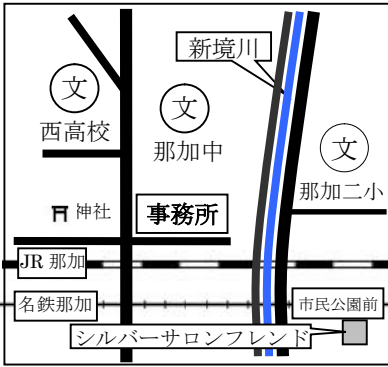 新境川
文
西高校
文
那加中
文
那加二小
神社
事務所
JR 那加
名鉄那加
市民公園前
シルバーサロンフレンド